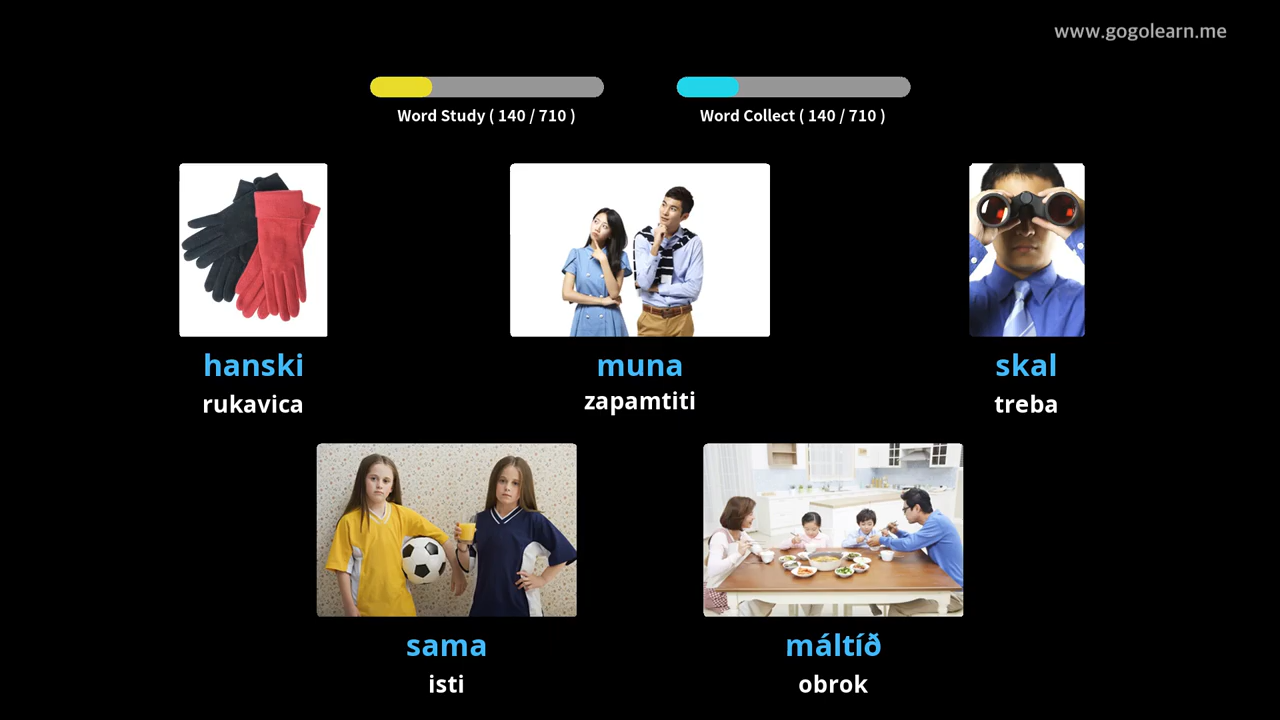 www.gogolearn.me
Word Study ( 140 / 710 )
Word Collect ( 140 / 710 )
hanski
rukavica
muna
zapamtiti
skal
treba
sama
isti
máltíð
obrok